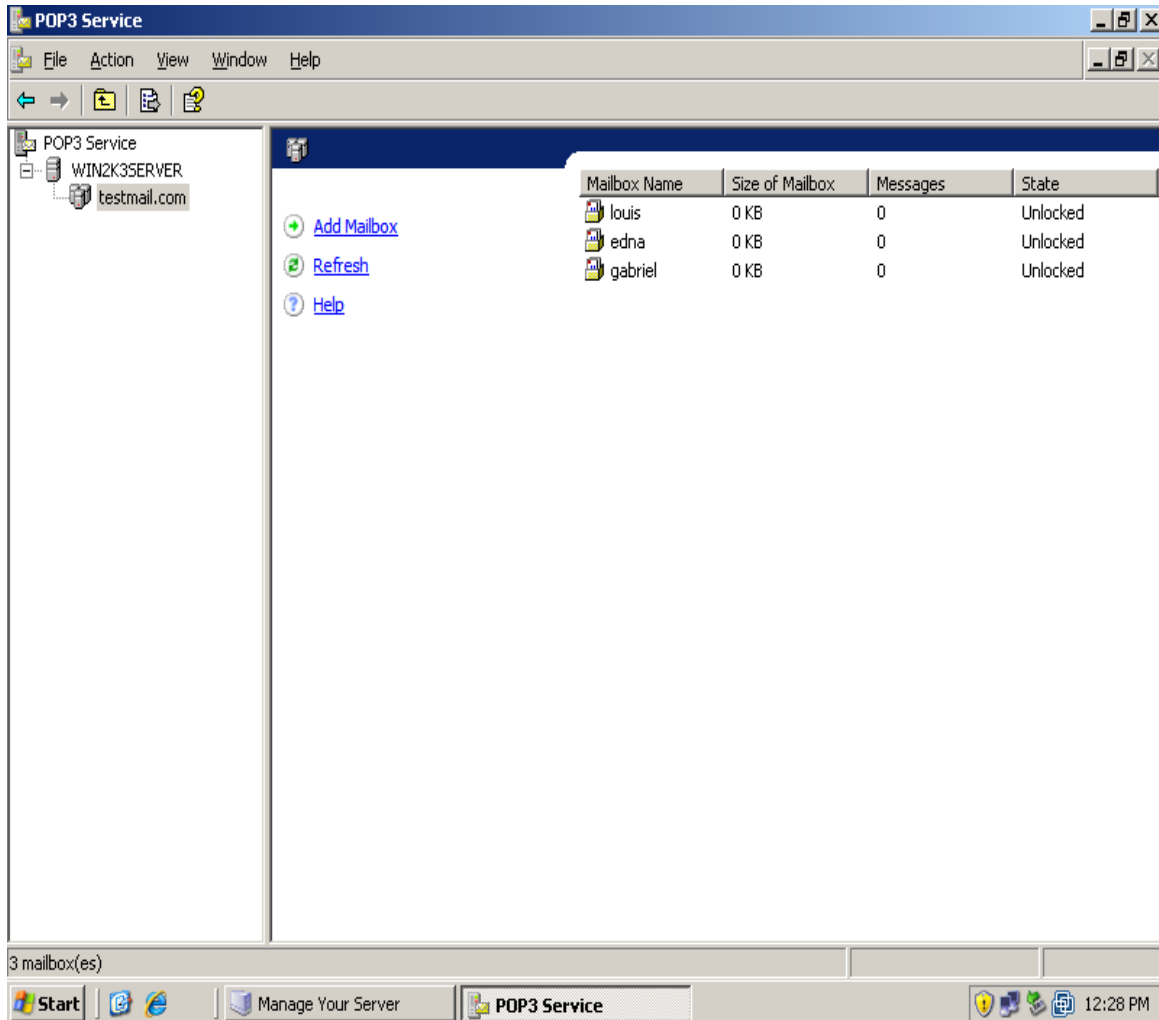 POP3 Service
File Action View Window Help
POP3 Service
WIN2K3SERVER
testmail.com
Add Mailbox
Refresh
Help
Mailbox Name Size of Mailbox Messages State
louis 0 KB 0 Unlocked
edna 0 KB 0 Unlocked
gabriel 0 KB 0 Unlocked
3 mailbox(es)
Start Manage Your Server POP3 Service 12:28 PM